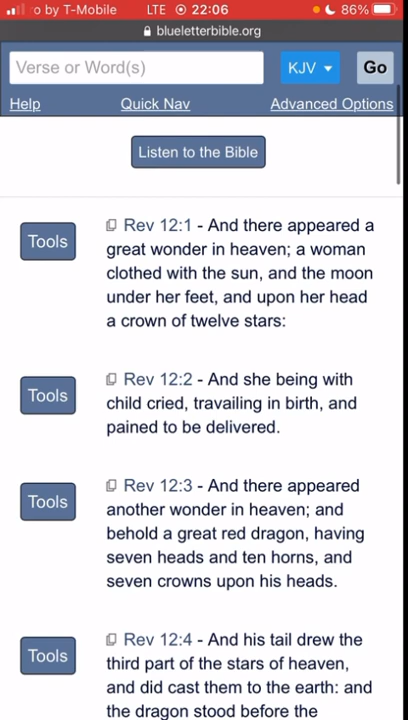 ro by T-Mobile LTE 22:06 86%
blueletterbible.org
Verse or Word(s) KJV Go
Help Quick Nav Advanced Options
Listen to the Bible
Tools
Rev 12:1 - And there appeared a
great wonder in heaven; a woman
clothed with the sun, and the moon
under her feet, and upon her head
a crown of twelve stars:
Tools
Rev 12:2 - And she being with
child cried, travailing in birth, and
pained to be delivered.
Tools
Rev 12:3 - And there appeared
another wonder in heaven; and
behold a great red dragon, having
seven heads and ten horns, and
seven crowns upon his heads.
Tools
Rev 12:4 - And his tail drew the
third part of the stars of heaven,
and did cast them to the earth: and
the dragon stood before the